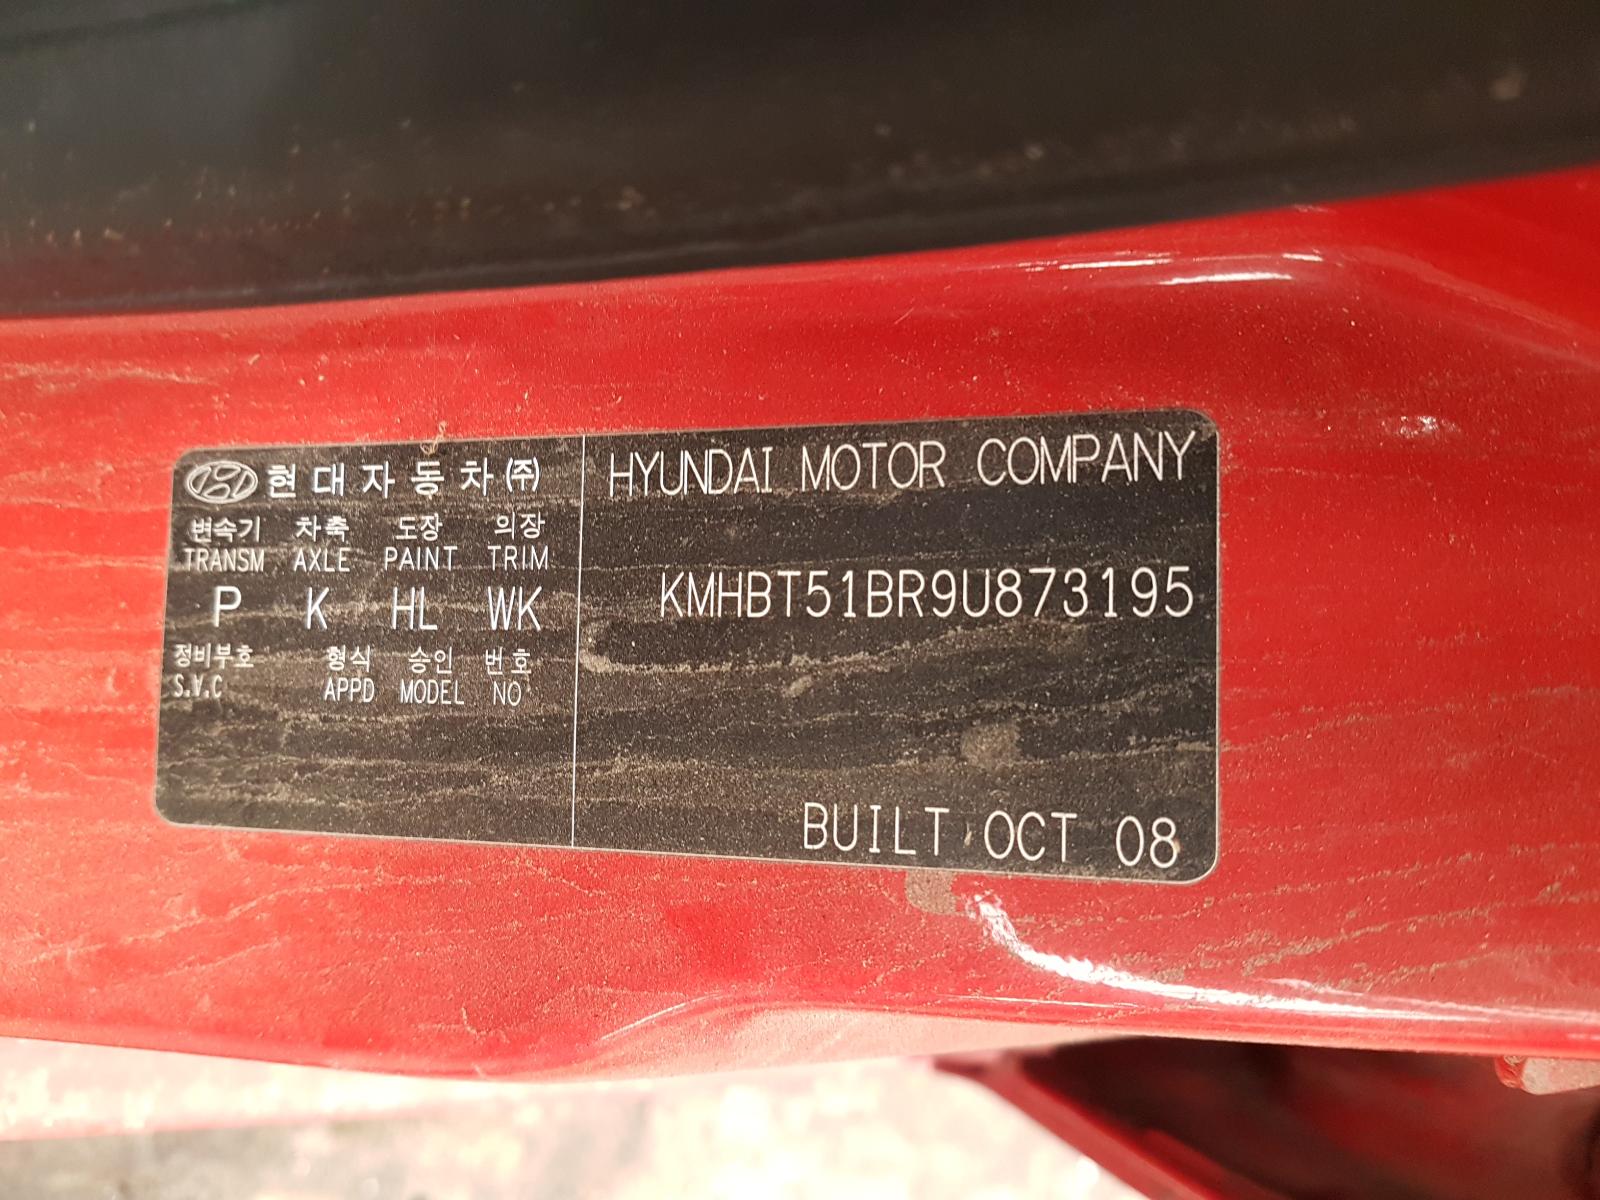 현대자동차㈜
변속기 차축 도장 의장
TRANSM AXLE PAINT TRIM
P K HL WK
정비부호 형식 승인 번호
S.V.C APPD MODEL NO
HYUNDAI MOTOR COMPANY
KMHBT51BR9U873195
BUILT OCT 08